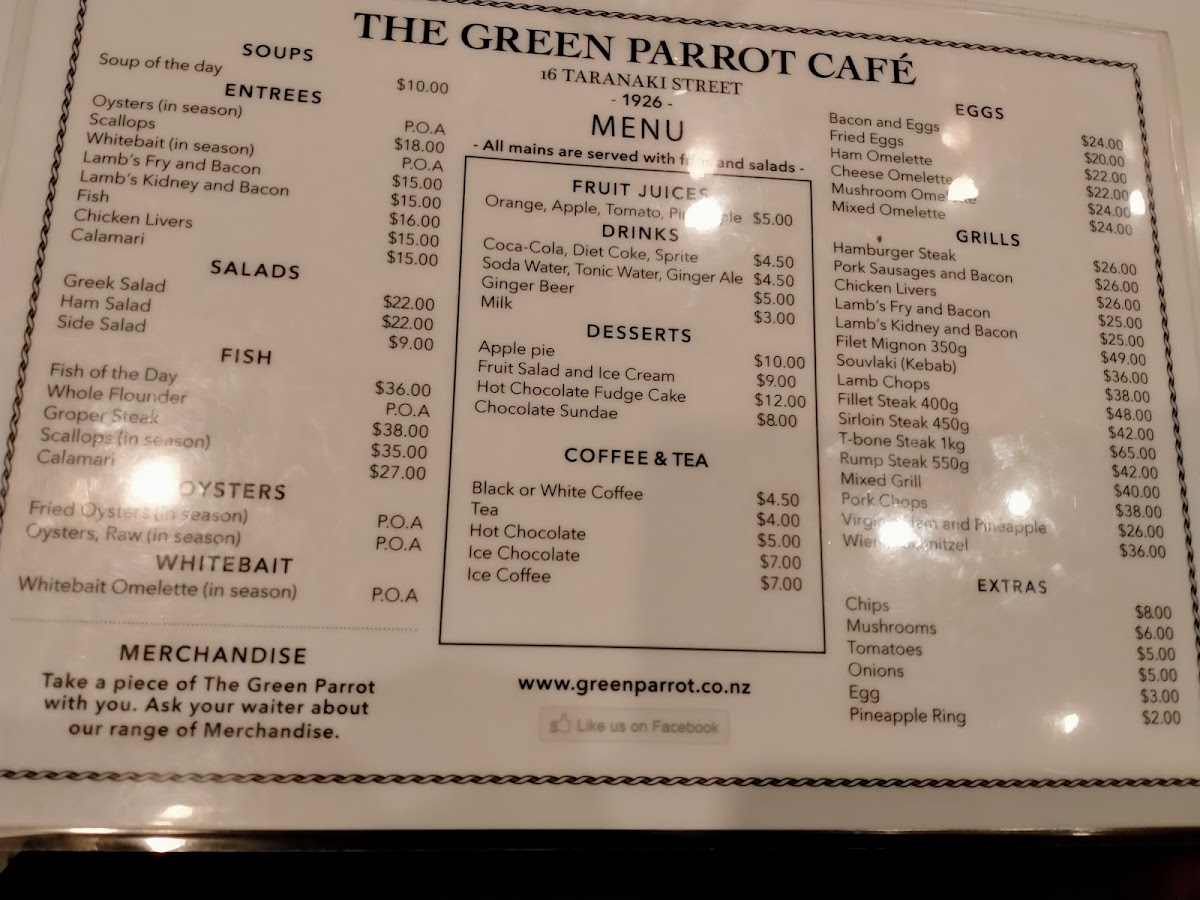 THE GREEN PARROT CAFÉ
16 TARANAKI STREET
- 1926 -
MENU
- All mains are served with and salads -
SOUPS
Soup of the day $10.00
ENTREES
Oysters (in season) P.O.A
Scallops $18.00
Whitebait (in season) P.O.A
Lamb's Fry and Bacon $15.00
Lamb's Kidney and Bacon $15.00
Fish $16.00
Chicken Livers $15.00
Calamari $15.00
SALADS
Greek Salad $22.00
Ham Salad $22.00
Side Salad $9.00
FISH
Fish of the Day $36.00
Whole Flounder P.O.A
Groper Steak $38.00
Scallops (in season) $35.00
Calamari $27.00
OYSTERS
Fried Oysters (in season) P.O.A
Oysters, Raw (in season) P.O.A
WHITEBAIT
Whitebait Omelette (in season) P.O.A
MERCHANDISE
Take a piece of The Green Parrot
with you. Ask your waiter about
our range of Merchandise.
FRUIT JUICES
Orange, Apple, Tomato, Pineapple $5.00
DRINKS
Coca-Cola, Diet Coke, Sprite $4.50
Soda Water, Tonic Water, Ginger Ale $4.50
Ginger Beer $5.00
Milk $3.00
DESSERTS
Apple pie $10.00
Fruit Salad and Ice Cream $9.00
Hot Chocolate Fudge Cake $12.00
Chocolate Sundae $8.00
COFFEE & TEA
Black or White Coffee $4.50
Tea $4.00
Hot Chocolate $5.00
Ice Chocolate $7.00
Ice Coffee $7.00
www.greenparrot.co.nz
Like us on Facebook
EGGS
Bacon and Eggs $24.00
Fried Eggs $20.00
Ham Omelette $22.00
Cheese Omelette $22.00
Mushroom Omelette $24.00
Mixed Omelette $24.00
GRILLS
Hamburger Steak $26.00
Pork Sausages and Bacon $26.00
Chicken Livers $26.00
Lamb's Fry and Bacon $25.00
Lamb's Kidney and Bacon $25.00
Filet Mignon 350g $49.00
Souvlaki (Kebab) $36.00
Lamb Chops $38.00
Fillet Steak 400g $48.00
Sirloin Steak 450g $42.00
T-bone Steak 1kg $65.00
Rump Steak 550g $42.00
Mixed Grill $40.00
Pork Chops $38.00
Virginia Ham and Pineapple $26.00
Wiener Schnitzel $36.00
EXTRAS
Chips $8.00
Mushrooms $6.00
Tomatoes $5.00
Onions $5.00
Egg $3.00
Pineapple Ring $2.00